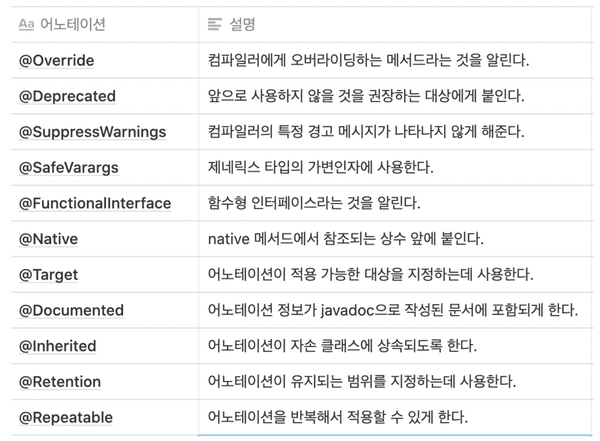 Aa 어노테이션 설명
@Override 컴파일러에게 오버라이딩하는 메서드라는 것을 알린다.
@Deprecated 앞으로 사용하지 않을 것을 권장하는 대상에게 붙인다.
@SuppressWarnings 컴파일러의 특정 경고 메시지가 나타나지 않게 해준다.
@SafeVarargs 제네릭스 타입의 가변인자에 사용한다.
@FunctionalInterface 함수형 인터페이스라는 것을 알린다.
@Native native 메서드에서 참조되는 상수 앞에 붙인다.
@Target 어노테이션이 적용 가능한 대상을 지정하는데 사용한다.
@Documented 어노테이션 정보가 javadoc으로 작성된 문서에 포함되게 한다.
@Inherited 어노테이션이 자손 클래스에 상속되도록 한다.
@Retention 어노테이션이 유지되는 범위를 지정하는데 사용한다.
@Repeatable 어노테이션을 반복해서 적용할 수 있게 한다.